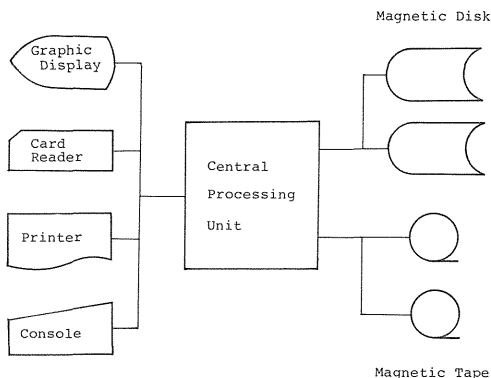 Magnetic Disk
Graphic
Display
Card
Reader
Central
Processing
Unit
Printer
Console
Magnetic Tape